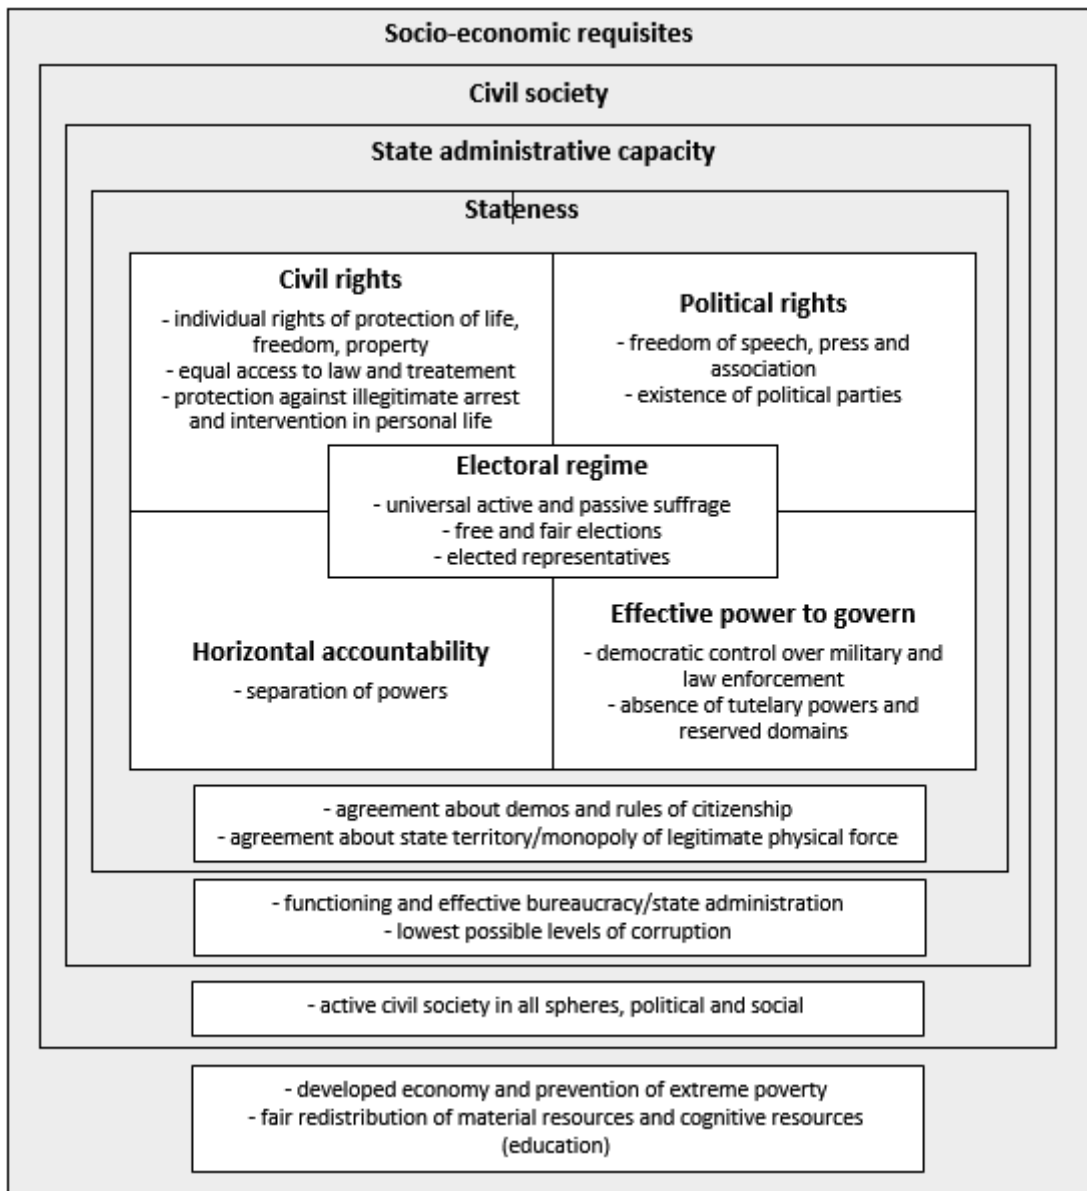 Socio-economic requisites
Civil society
State administrative capacity
Stateness
Civil rights
- individual rights of protection of life,
freedom, property
- equal access to law and treatement
- protection against illegitimate arrest
and intervention in personal life
Political rights
- freedom of speech, press and
association
- existence of political parties
Electoral regime
- universal active and passive suffrage
- free and fair elections
- elected representatives
Horizontal accountability
- separation of powers
Effective power to govern
- democratic control over military and
law enforcement
- absence of tutelary powers and
reserved domains
- agreement about demos and rules of citizenship
- agreement about state territory/monopoly of legitimate physical force
- functioning and effective bureaucracy/state administration
- lowest possible levels of corruption
- active civil society in all spheres, political and social
- developed economy and prevention of extreme poverty
- fair redistribution of material resources and cognitive resources
(education)